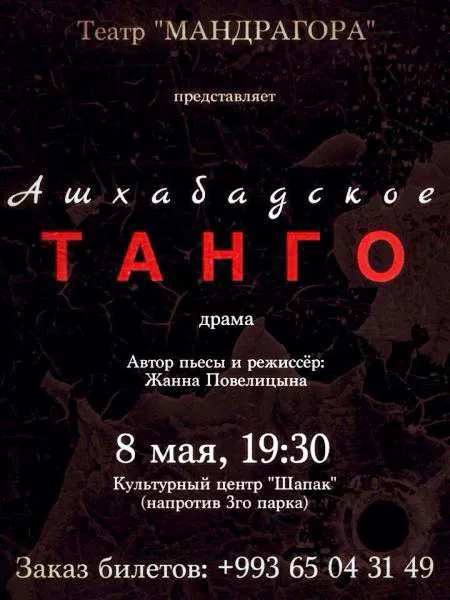 Театр "МАНДРАГОРА"
представляет
Ашхабадское
ТАНГО
драма
Автор пьесы и режиссёр:
Жанна Повелицына
8 мая, 19:30
Культурный центр "Шапак"
(напротив 3го парка)
Заказ билетов: +993 65 04 31 49